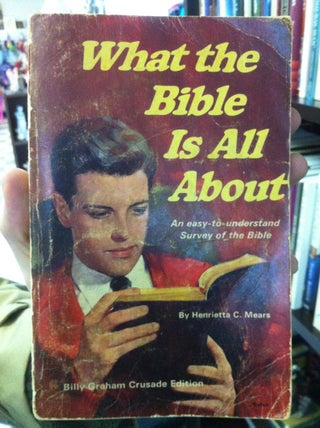 What the
Bible
Is All
About
An easy-to-understand
Survey of the Bible
By Henrietta C. Mears
Billy Graham Crusade Edition